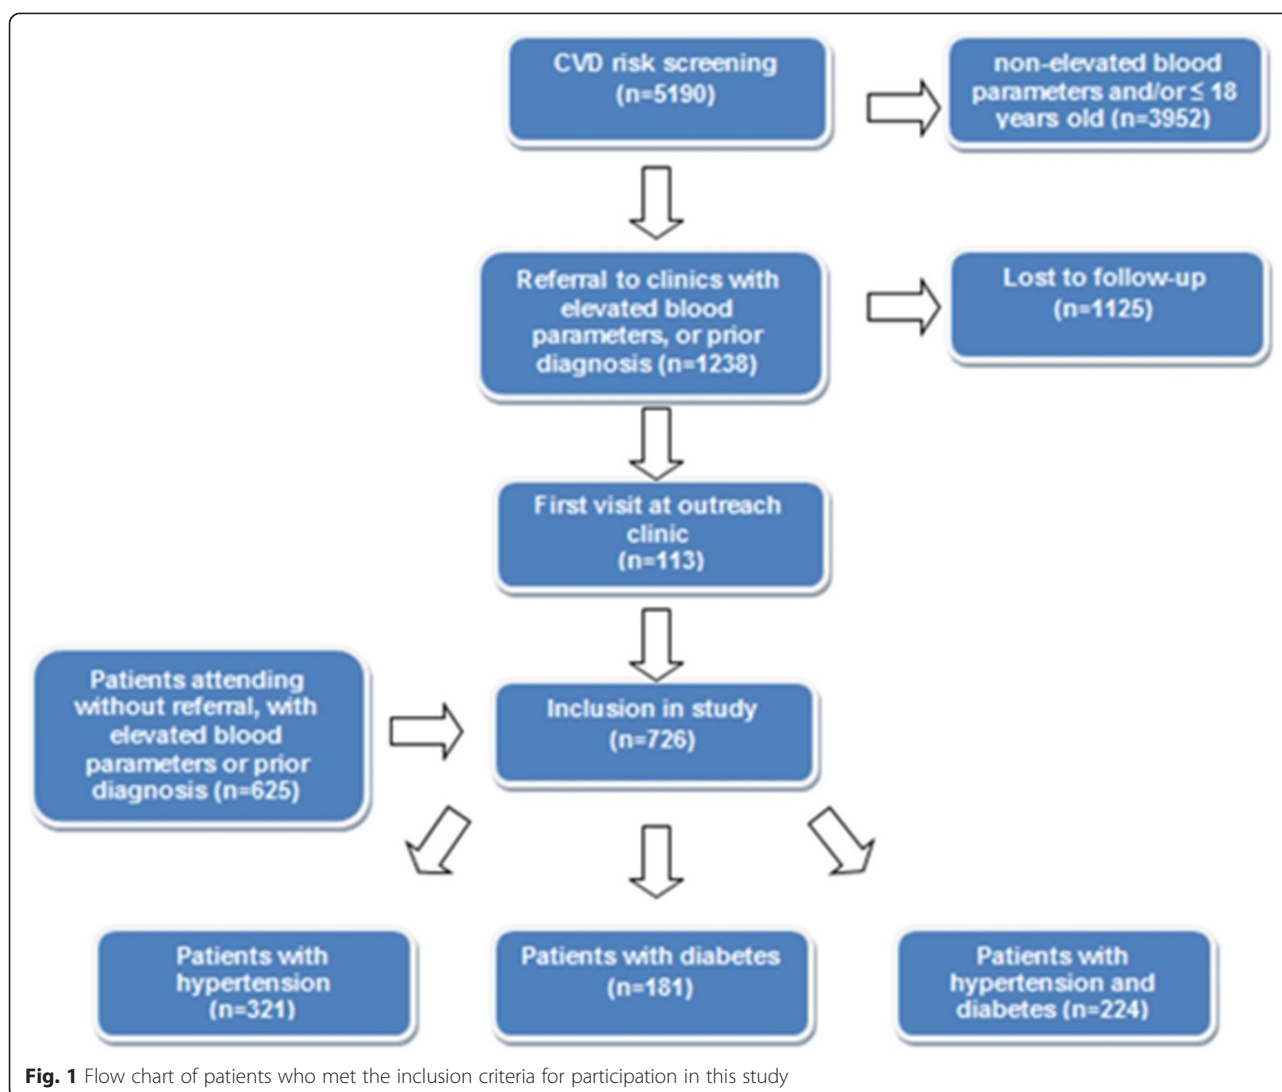 CVD risk screening
(n=5190)
non-elevated blood
parameters and/or ≤ 18
years old (n=3952)
Referral to clinics with
elevated blood
parameters, or prior
diagnosis (n=1238)
Lost to follow-up
(n=1125)
First visit at outreach
clinic
(n=113)
Patients attending
without referral, with
elevated blood
parameters or prior
diagnosis (n=625)
Inclusion in study
(n=726)
Patients with
hypertension
(n=321)
Patients with diabetes
(n=181)
Patients with
hypertension and
diabetes (n=224)
Fig. 1 Flow chart of patients who met the inclusion criteria for participation in this study